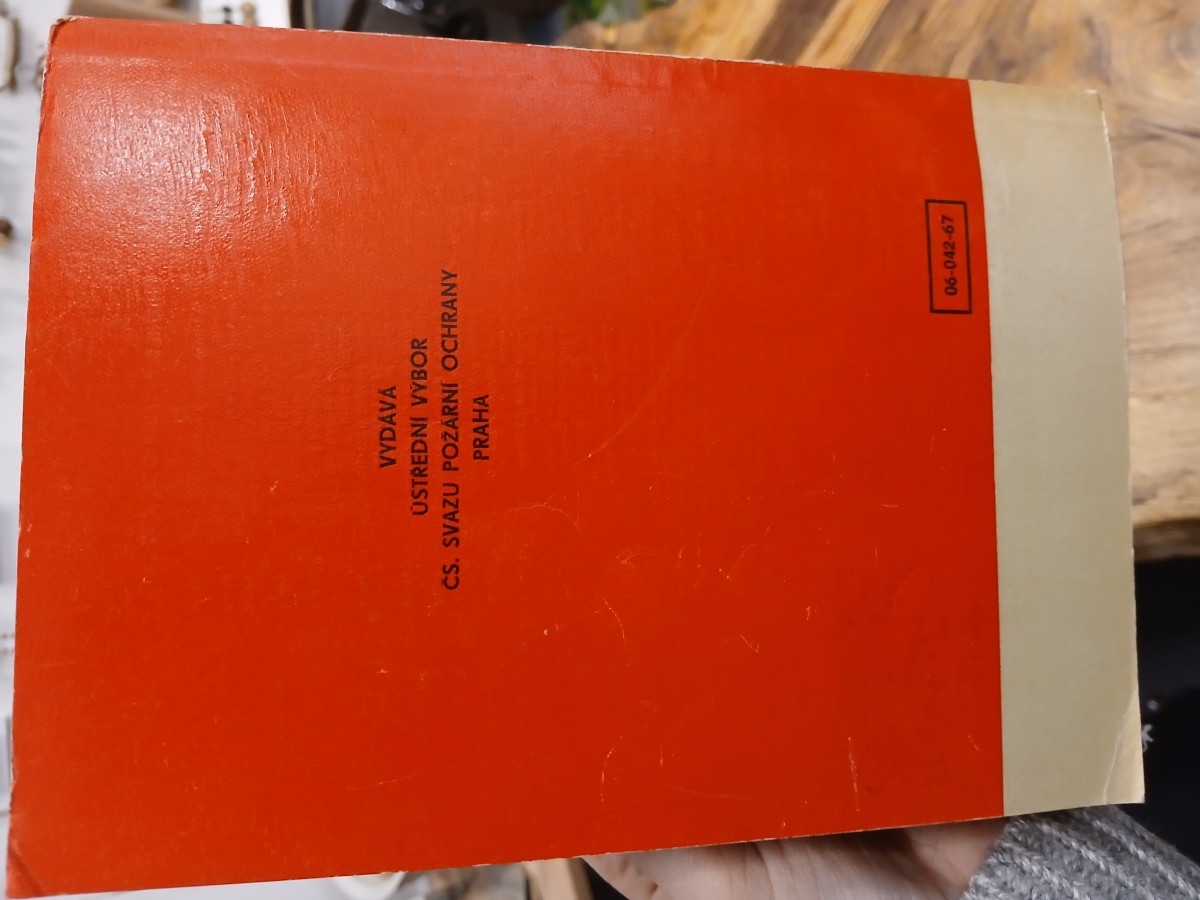 VYDÁVÁ
ÚSTŘEDNÍ VÝBOR
ČS. SVAZU POŽÁRNÍ OCHRANY
PRAHA
06-042-67